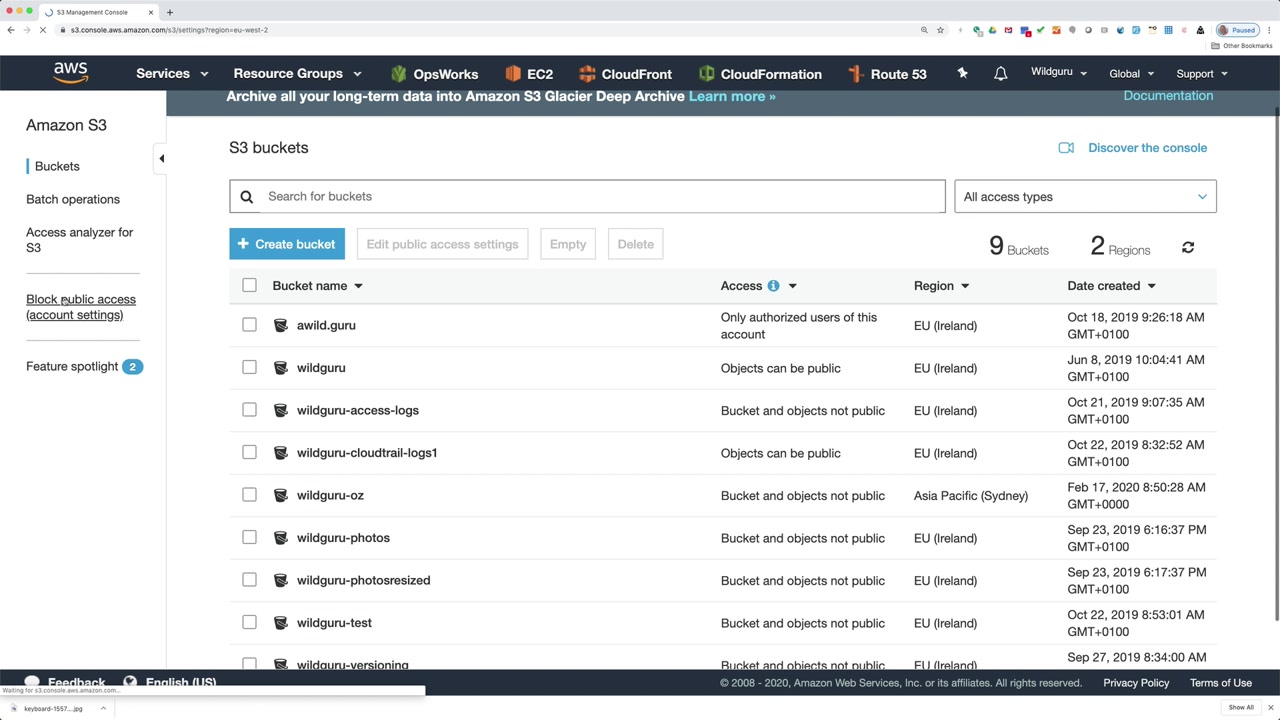 S3 Management Console
s3.console.aws.amazon.com/s3/settings?region=eu-west-2
Paused
Other Bookmarks
aws
Services
Resource Groups
OpsWorks
EC2
CloudFront
CloudFormation
Route 53
Wildguru
Global
Support
Archive all your long-term data into Amazon S3 Glacier Deep Archive Learn more »
Documentation
Amazon S3
Buckets
Batch operations
Access analyzer for
S3
Block public access
(account settings)
Feature spotlight 2
S3 buckets
Discover the console
Search for buckets
All access types
+ Create bucket
Edit public access settings
Empty
Delete
9 Buckets
2 Regions
Bucket name
Access
Region
Date created
awild.guru
Only authorized users of this
account
EU (Ireland)
Oct 18, 2019 9:26:18 AM
GMT+0100
wildguru
Objects can be public
EU (Ireland)
Jun 8, 2019 10:04:41 AM
GMT+0100
wildguru-access-logs
Bucket and objects not public
EU (Ireland)
Oct 21, 2019 9:07:35 AM
GMT+0100
wildguru-cloudtrail-logs1
Objects can be public
EU (Ireland)
Oct 22, 2019 8:32:52 AM
GMT+0100
wildguru-oz
Bucket and objects not public
Asia Pacific (Sydney)
Feb 17, 2020 8:50:28 AM
GMT+0000
wildguru-photos
Bucket and objects not public
EU (Ireland)
Sep 23, 2019 6:16:37 PM
GMT+0100
wildguru-photosresized
Bucket and objects not public
EU (Ireland)
Sep 23, 2019 6:17:37 PM
GMT+0100
wildguru-test
Bucket and objects not public
EU (Ireland)
Oct 22, 2019 8:53:01 AM
GMT+0100
wildguru-versioning
Bucket and objects not public
EU (Ireland)
Sep 27, 2019 8:34:00 AM
Feedback
English (US)
© 2008 - 2020, Amazon Web Services, Inc. or its affiliates. All rights reserved.
Privacy Policy
Terms of Use
Waiting for s3.console.aws.amazon.com...
keyboard-1557....jpg
Show All